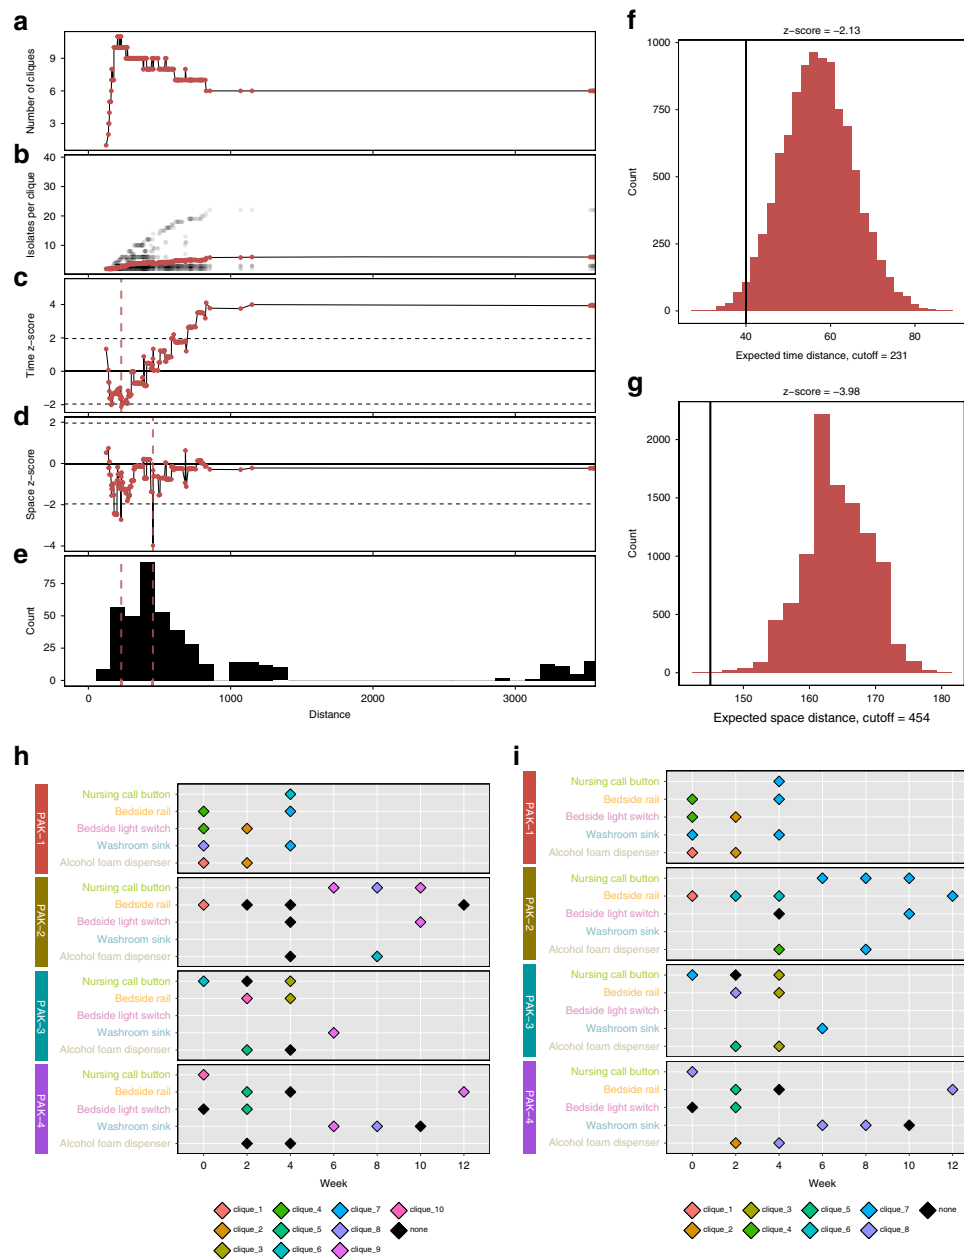 a
Number of cliques
9
6
3
b
Isolates per clique
40
30
20
10
c
Time z−score
4
2
0
−2
d
Space z−score
2
0
−2
−4
e
Count
75
50
25
0
0
1000
2000
3000
Distance
f
z−score = −2.13
Count
1000
750
500
250
0
40
60
80
Expected time distance, cutoff = 231
g
z−score = −3.98
Count
2000
1500
1000
500
0
150
160
170
180
Expected space distance, cutoff = 454
h
PAK−1
Nursing call button
Bedside rail
Bedside light switch
Washroom sink
Alcohol foam dispenser
PAK−2
Nursing call button
Bedside rail
Bedside light switch
Washroom sink
Alcohol foam dispenser
PAK−3
Nursing call button
Bedside rail
Bedside light switch
Washroom sink
Alcohol foam dispenser
PAK−4
Nursing call button
Bedside rail
Bedside light switch
Washroom sink
Alcohol foam dispenser
0 2 4 6 8 10 12
Week
clique_1 clique_4 clique_7 clique_10
clique_2 clique_5 clique_8 none
clique_3 clique_6 clique_9
i
PAK−1
Nursing call button
Bedside rail
Bedside light switch
Washroom sink
Alcohol foam dispenser
PAK−2
Nursing call button
Bedside rail
Bedside light switch
Washroom sink
Alcohol foam dispenser
PAK−3
Nursing call button
Bedside rail
Bedside light switch
Washroom sink
Alcohol foam dispenser
PAK−4
Nursing call button
Bedside rail
Bedside light switch
Washroom sink
Alcohol foam dispenser
0 2 4 6 8 10 12
Week
clique_1 clique_3 clique_5 clique_7 none
clique_2 clique_4 clique_6 clique_8